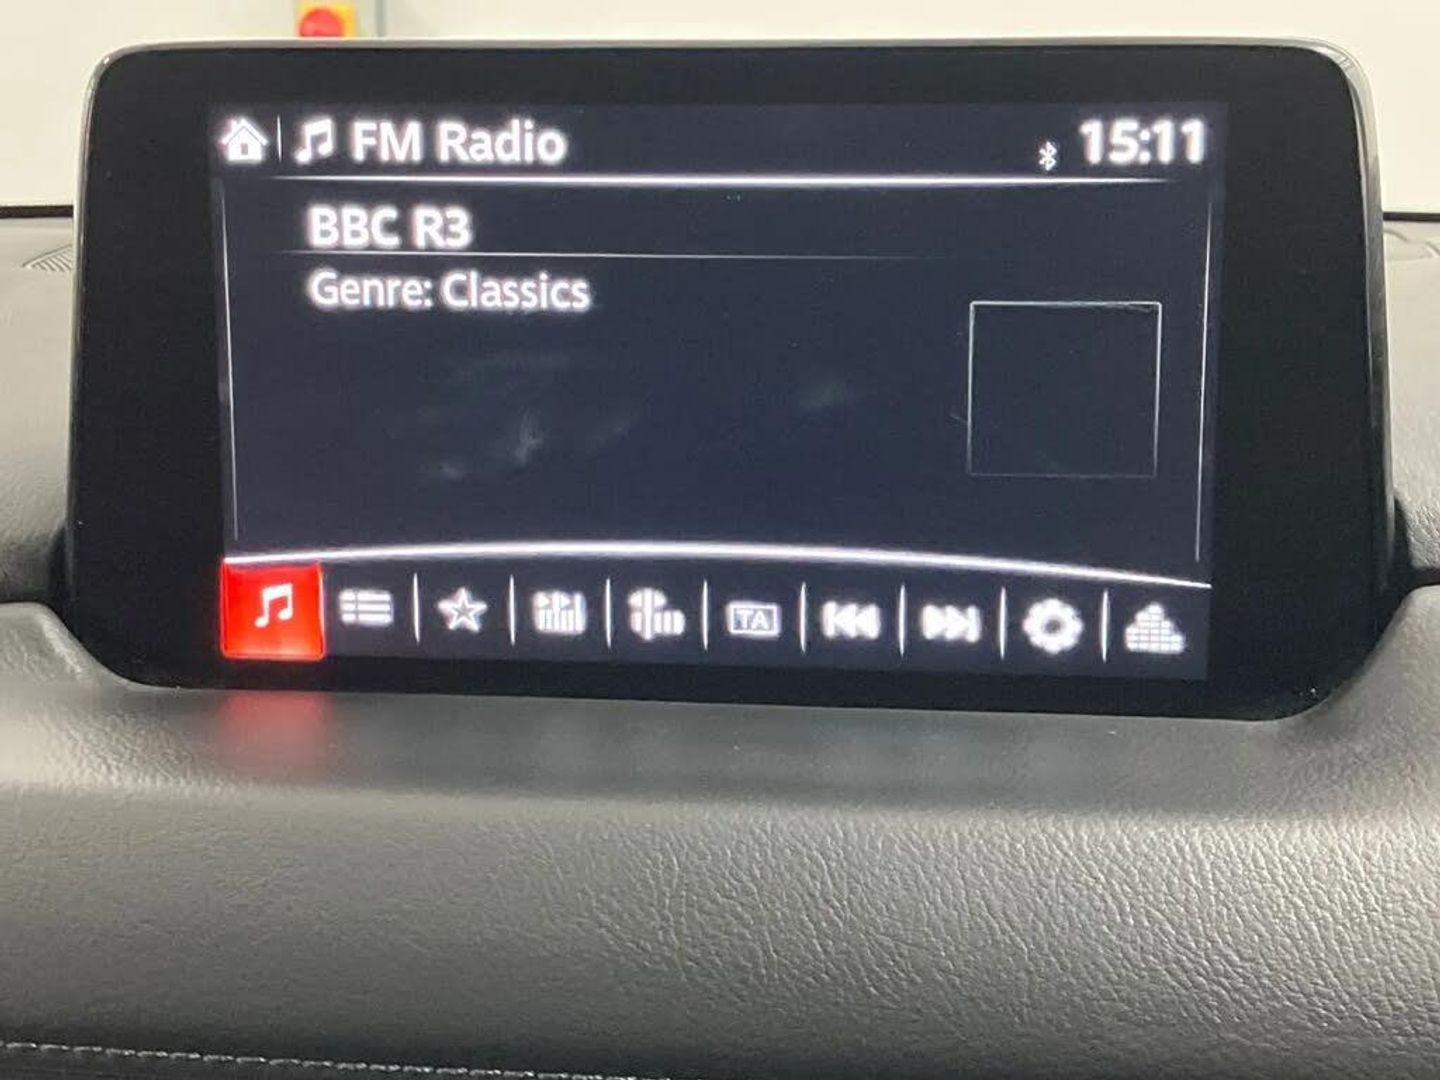 FM Radio 15:11
BBC R3
Genre: Classics
TA